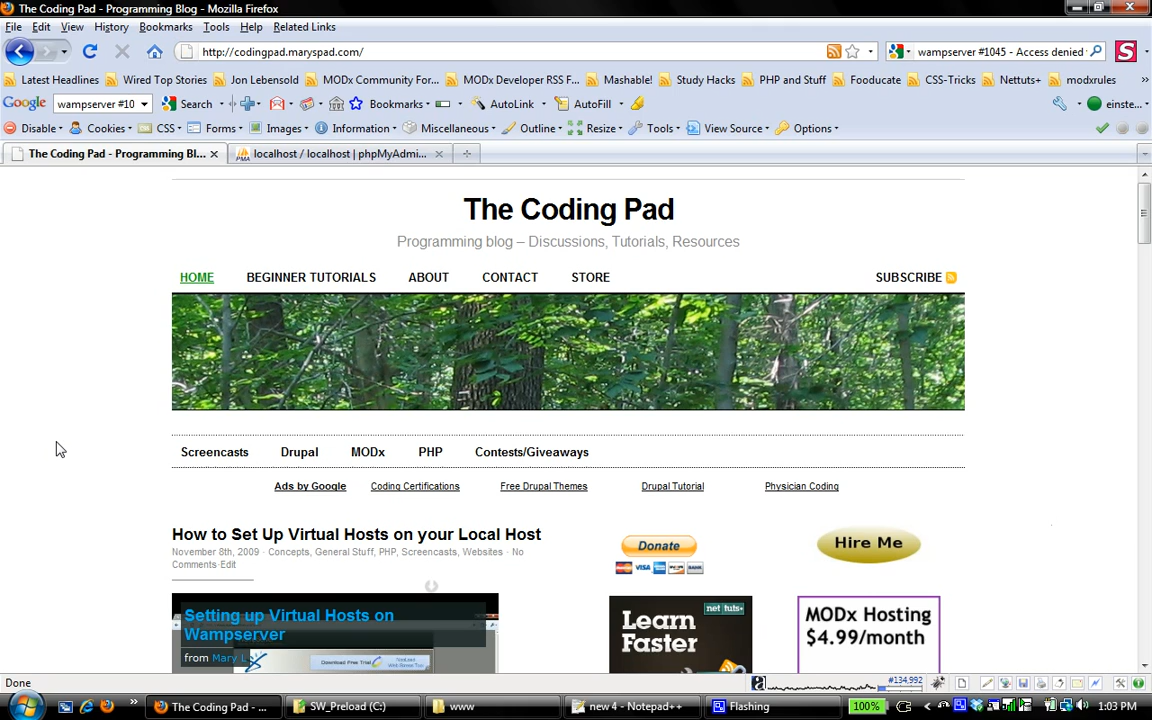 The Coding Pad - Programming Blog - Mozilla Firefox
File Edit View History Bookmarks Tools Help Related Links
http://codingpad.maryspad.com/
wampserver #1045 - Access denied
Latest Headlines Wired Top Stories Jon Lebensold MODx Community For... MODx Developer RSS F... Mashable! Study Hacks PHP and Stuff Fooducate CSS-Tricks Nettuts+ modxrules
Google wampserver #10 Search Bookmarks AutoLink AutoFill einste...
Disable Cookies CSS Forms Images Information Miscellaneous Outline Resize Tools View Source Options
The Coding Pad - Programming Bl... localhost / localhost | phpMyAdmi...
The Coding Pad
Programming blog – Discussions, Tutorials, Resources
HOME BEGINNER TUTORIALS ABOUT CONTACT STORE SUBSCRIBE
Screencasts Drupal MODx PHP Contests/Giveaways
Ads by Google Coding Certifications Free Drupal Themes Drupal Tutorial Physician Coding
How to Set Up Virtual Hosts on your Local Host
November 8th, 2009 · Concepts, General Stuff, PHP, Screencasts, Websites · No
Comments·Edit
Donate
VISA
BANK
Hire Me
Setting up Virtual Hosts on
Wampserver
from Mary L
Download Free Trial
net tuts+
Learn
Faster
MODx Hosting
$4.99/month
Done
#134,992
The Coding Pad - ... SW_Preload (C:) www new 4 - Notepad++ Flashing 100% 1:03 PM